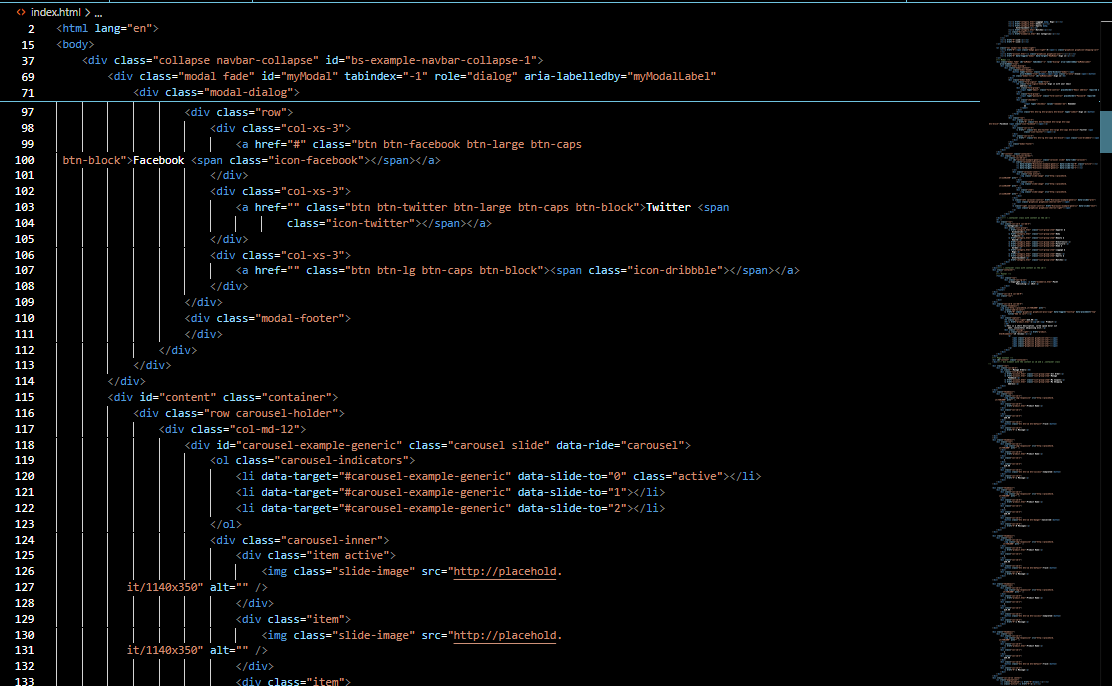 index.html > ...
2 <html lang="en">
15 <body>
37 <div class="collapse navbar-collapse" id="bs-example-navbar-collapse-1">
69 <div class="modal fade" id="myModal" tabindex="-1" role="dialog" aria-labelledby="myModalLabel"
71 <div class="modal-dialog">
97 <div class="row">
98 <div class="col-xs-3">
99 <a href="#" class="btn btn-facebook btn-large btn-caps
100 btn-block">Facebook <span class="icon-facebook"></span></a>
101 </div>
102 <div class="col-xs-3">
103 <a href="" class="btn btn-twitter btn-large btn-caps btn-block">Twitter <span
104 class="icon-twitter"></span></a>
105 </div>
106 <div class="col-xs-3">
107 <a href="" class="btn btn-lg btn-caps btn-block"><span class="icon-dribbble"></span></a>
108 </div>
109 </div>
110 <div class="modal-footer">
111 </div>
112 </div>
113 </div>
114 </div>
115 <div id="content" class="container">
116 <div class="row carousel-holder">
117 <div class="col-md-12">
118 <div id="carousel-example-generic" class="carousel slide" data-ride="carousel">
119 <ol class="carousel-indicators">
120 <li data-target="#carousel-example-generic" data-slide-to="0" class="active"></li>
121 <li data-target="#carousel-example-generic" data-slide-to="1"></li>
122 <li data-target="#carousel-example-generic" data-slide-to="2"></li>
123 </ol>
124 <div class="carousel-inner">
125 <div class="item active">
126 <img class="slide-image" src="http://placehold.
127 it/1140x350" alt="" />
128 </div>
129 <div class="item">
130 <img class="slide-image" src="http://placehold.
131 it/1140x350" alt="" />
132 </div>
133 <div class="item">